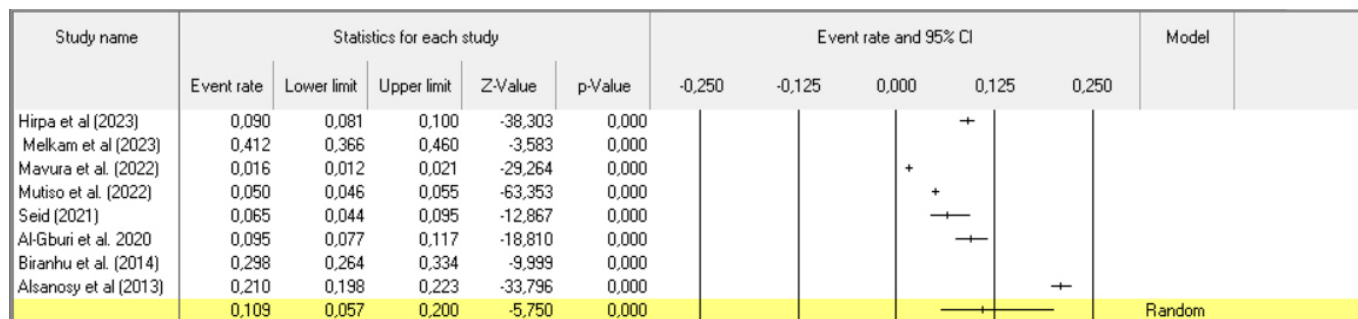 Study name Statistics for each study Event rate and 95% CI Model
Event rate Lower limit Upper limit Z-Value p-Value -0,250 -0,125 0,000 0,125 0,250
Hirpa et al (2023) 0,090 0,081 0,100 -38,303 0,000
Melkam et al (2023) 0,412 0,366 0,460 -3,583 0,000
Mavura et al. (2022) 0,016 0,012 0,021 -29,264 0,000
Mutiso et al. (2022) 0,050 0,046 0,055 -63,353 0,000
Seid (2021) 0,065 0,044 0,095 -12,867 0,000
Al-Gburi et al. 2020 0,095 0,077 0,117 -18,810 0,000
Biranhu et al. (2014) 0,298 0,264 0,334 -9,999 0,000
Alsanosy et al (2013) 0,210 0,198 0,223 -33,796 0,000
0,109 0,057 0,200 -5,750 0,000 Random